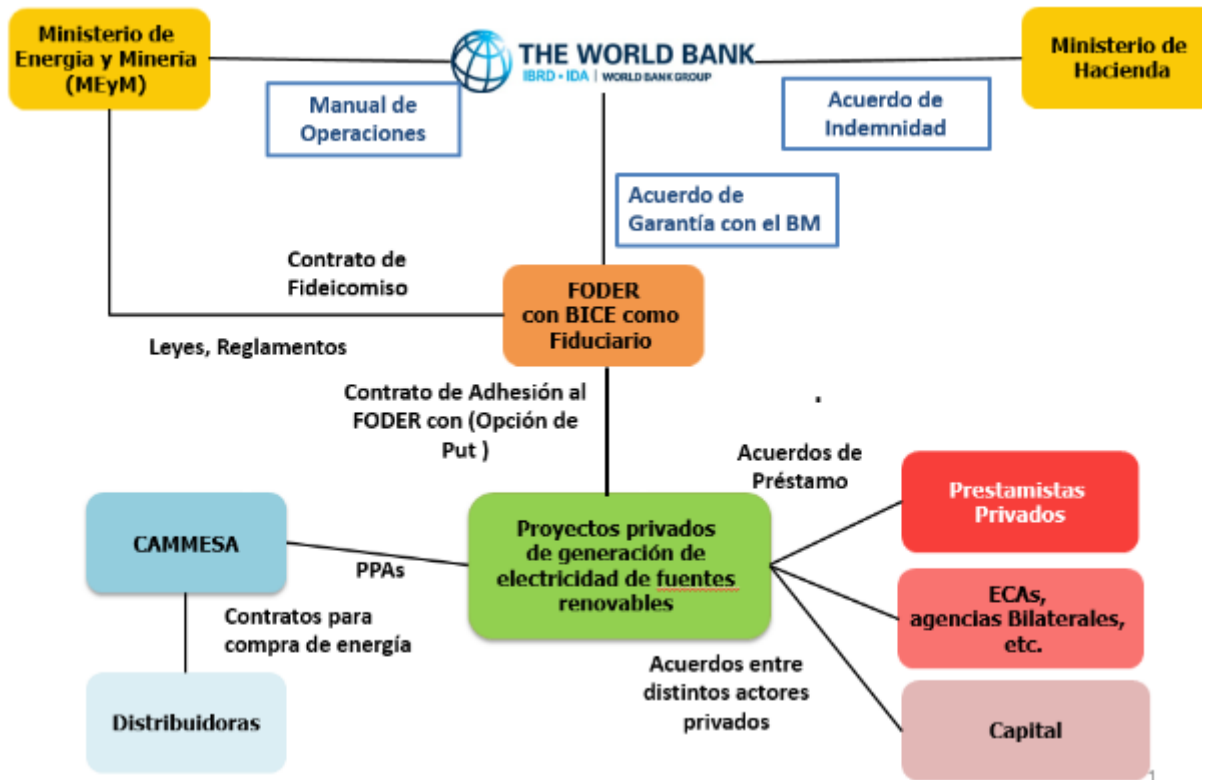 Ministerio de
Energia y Mineria
(MEyM)
THE WORLD BANK
IBRD • IDA | WORLD BANK GROUP
Ministerio de
Hacienda
Manual de
Operaciones
Acuerdo de
Indemnidad
Acuerdo de
Garantía con el BM
Contrato de
Fideicomiso
FODER
con BICE como
Fiduciario
Leyes, Reglamentos
Contrato de Adhesión al
FODER con (Opción de
Put )
.
Acuerdos de
Préstamo
Prestamistas
Privados
CAMMESA
PPAs
Proyectos privados
de generación de
electricidad de fuentes
renovables
ECAs,
agencias Bilaterales,
etc.
Contratos para
compra de energía
Acuerdos entre
distintos actores
privados
Distribuidoras
Capital
1